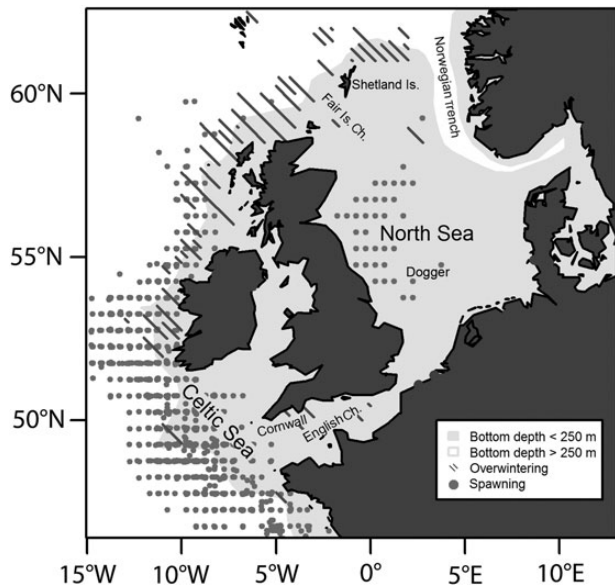 60°N
55°N
50°N
Shetland Is.
Fair Is. Ch.
Norwegian trench
North Sea
Dogger
Celtic Sea
Cornwall
English Ch.
Bottom depth < 250 m
Bottom depth > 250 m
Overwintering
Spawning
15°W
10°W
5°W
0°
5°E
10°E